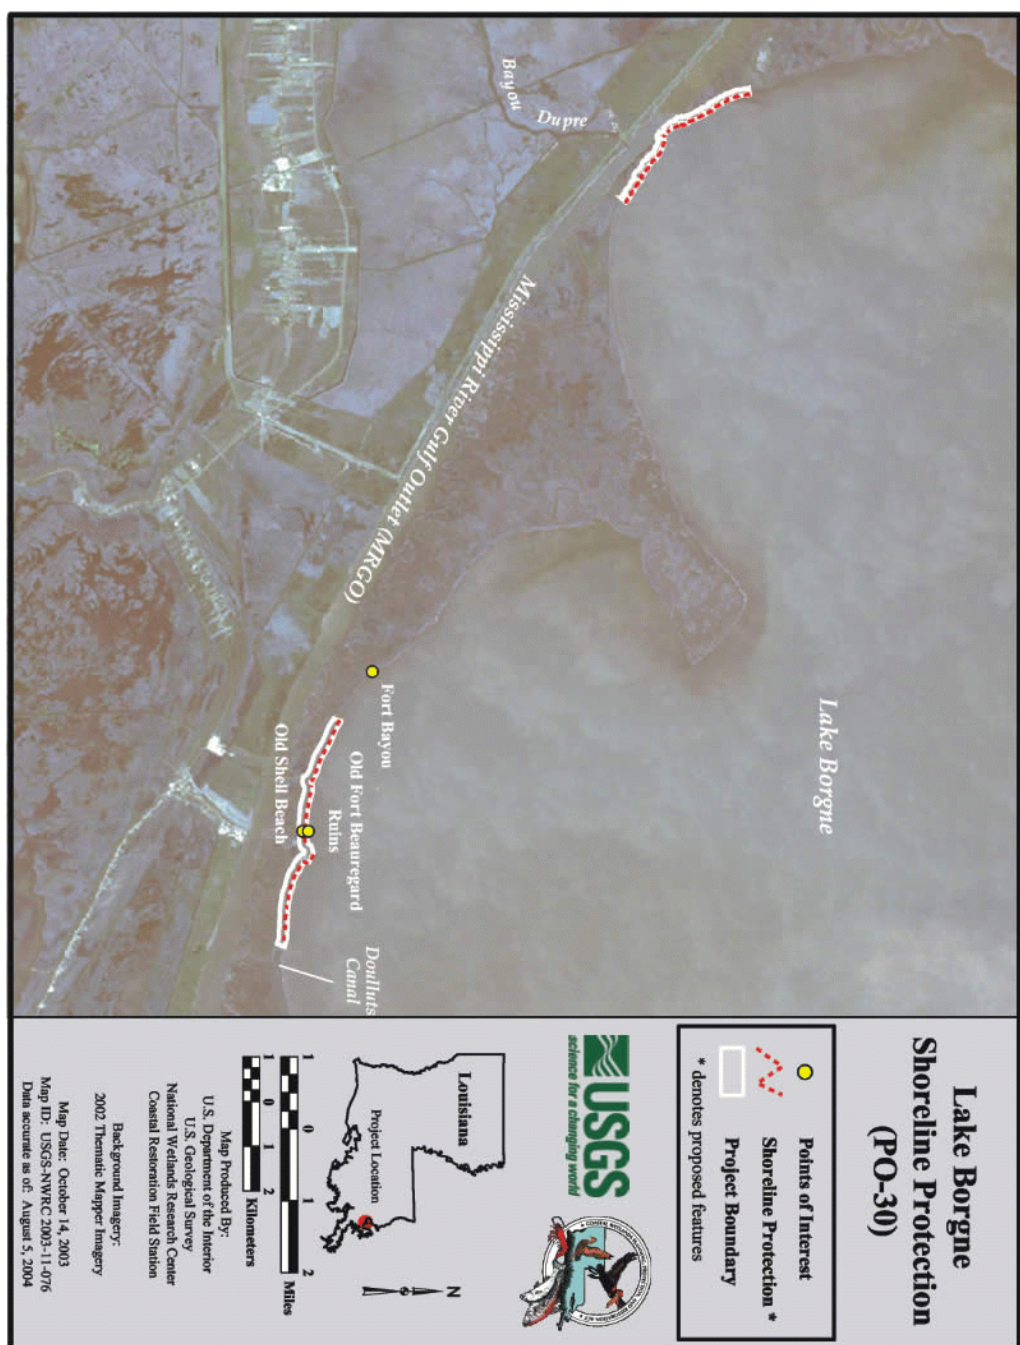 Lake Borgne
Shoreline Protection
(PO-30)
Points of Interest
Shoreline Protection *
Project Boundary
* denotes proposed features
USGS
science for a changing world
Louisiana
Project Location
N
1 0 1 2
Miles
1 0 1 2
Kilometers
Map Produced By:
U.S. Department of the Interior
U.S. Geological Survey
National Wetlands Research Center
Coastal Restoration Field Station
Background Imagery:
2002 Thematic Mapper Imagery
Map Date: October 14, 2003
Map ID: USGS-NWRC 2003-11-076
Data accurate as of: August 5, 2004
Lake Borgne
Bayou
Dupre
Mississippi River Gulf Outlet (MRGO)
Fort Bayou
Old Fort Beauregard
Ruins
Old Shell Beach
Doulluts
Canal